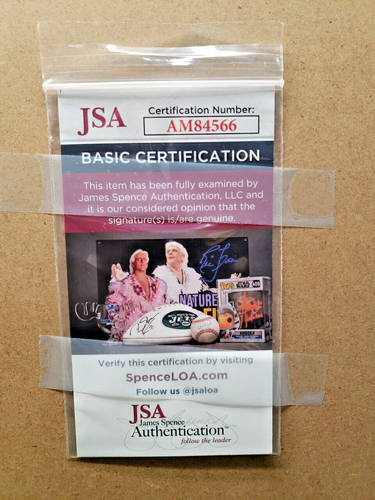 JSA
Certification Number:
AM84566
BASIC CERTIFICATION
This item has been fully examined by
James Spence Authentication, LLC and
it is our considered opinion that the
signature(s) is/are genuine.
NATURE
JETS
Verify this certification by visiting
SpenceLOA.com
Follow us @jsaloa
JSA
James Spence
Authentication™
follow the leader